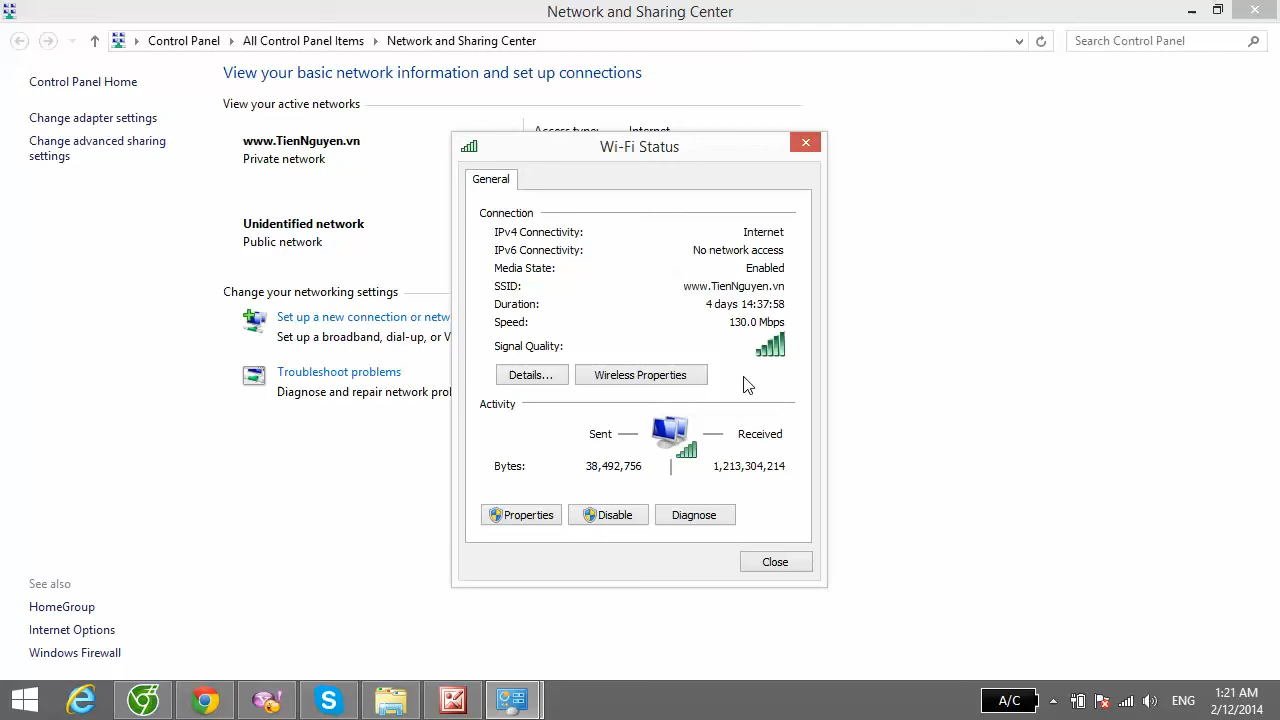 Network and Sharing Center
Control Panel
All Control Panel Items
Network and Sharing Center
Search Control Panel
Control Panel Home
Change adapter settings
Change advanced sharing
settings
View your basic network information and set up connections
View your active networks
www.TienNguyen.vn
Private network
Access type: Internet
Unidentified network
Public network
Change your networking settings
Set up a new connection or netw
Set up a broadband, dial-up, or V
Troubleshoot problems
Diagnose and repair network prol
Wi-Fi Status
General
Connection
IPv4 Connectivity: Internet
IPv6 Connectivity: No network access
Media State: Enabled
SSID: www.TienNguyen.vn
Duration: 4 days 14:37:58
Speed: 130.0 Mbps
Signal Quality:
Details...
Wireless Properties
Activity
Sent
Received
Bytes: 38,492,756 1,213,304,214
Properties
Disable
Diagnose
Close
See also
HomeGroup
Internet Options
Windows Firewall
A/C
ENG
1:21 AM
2/12/2014